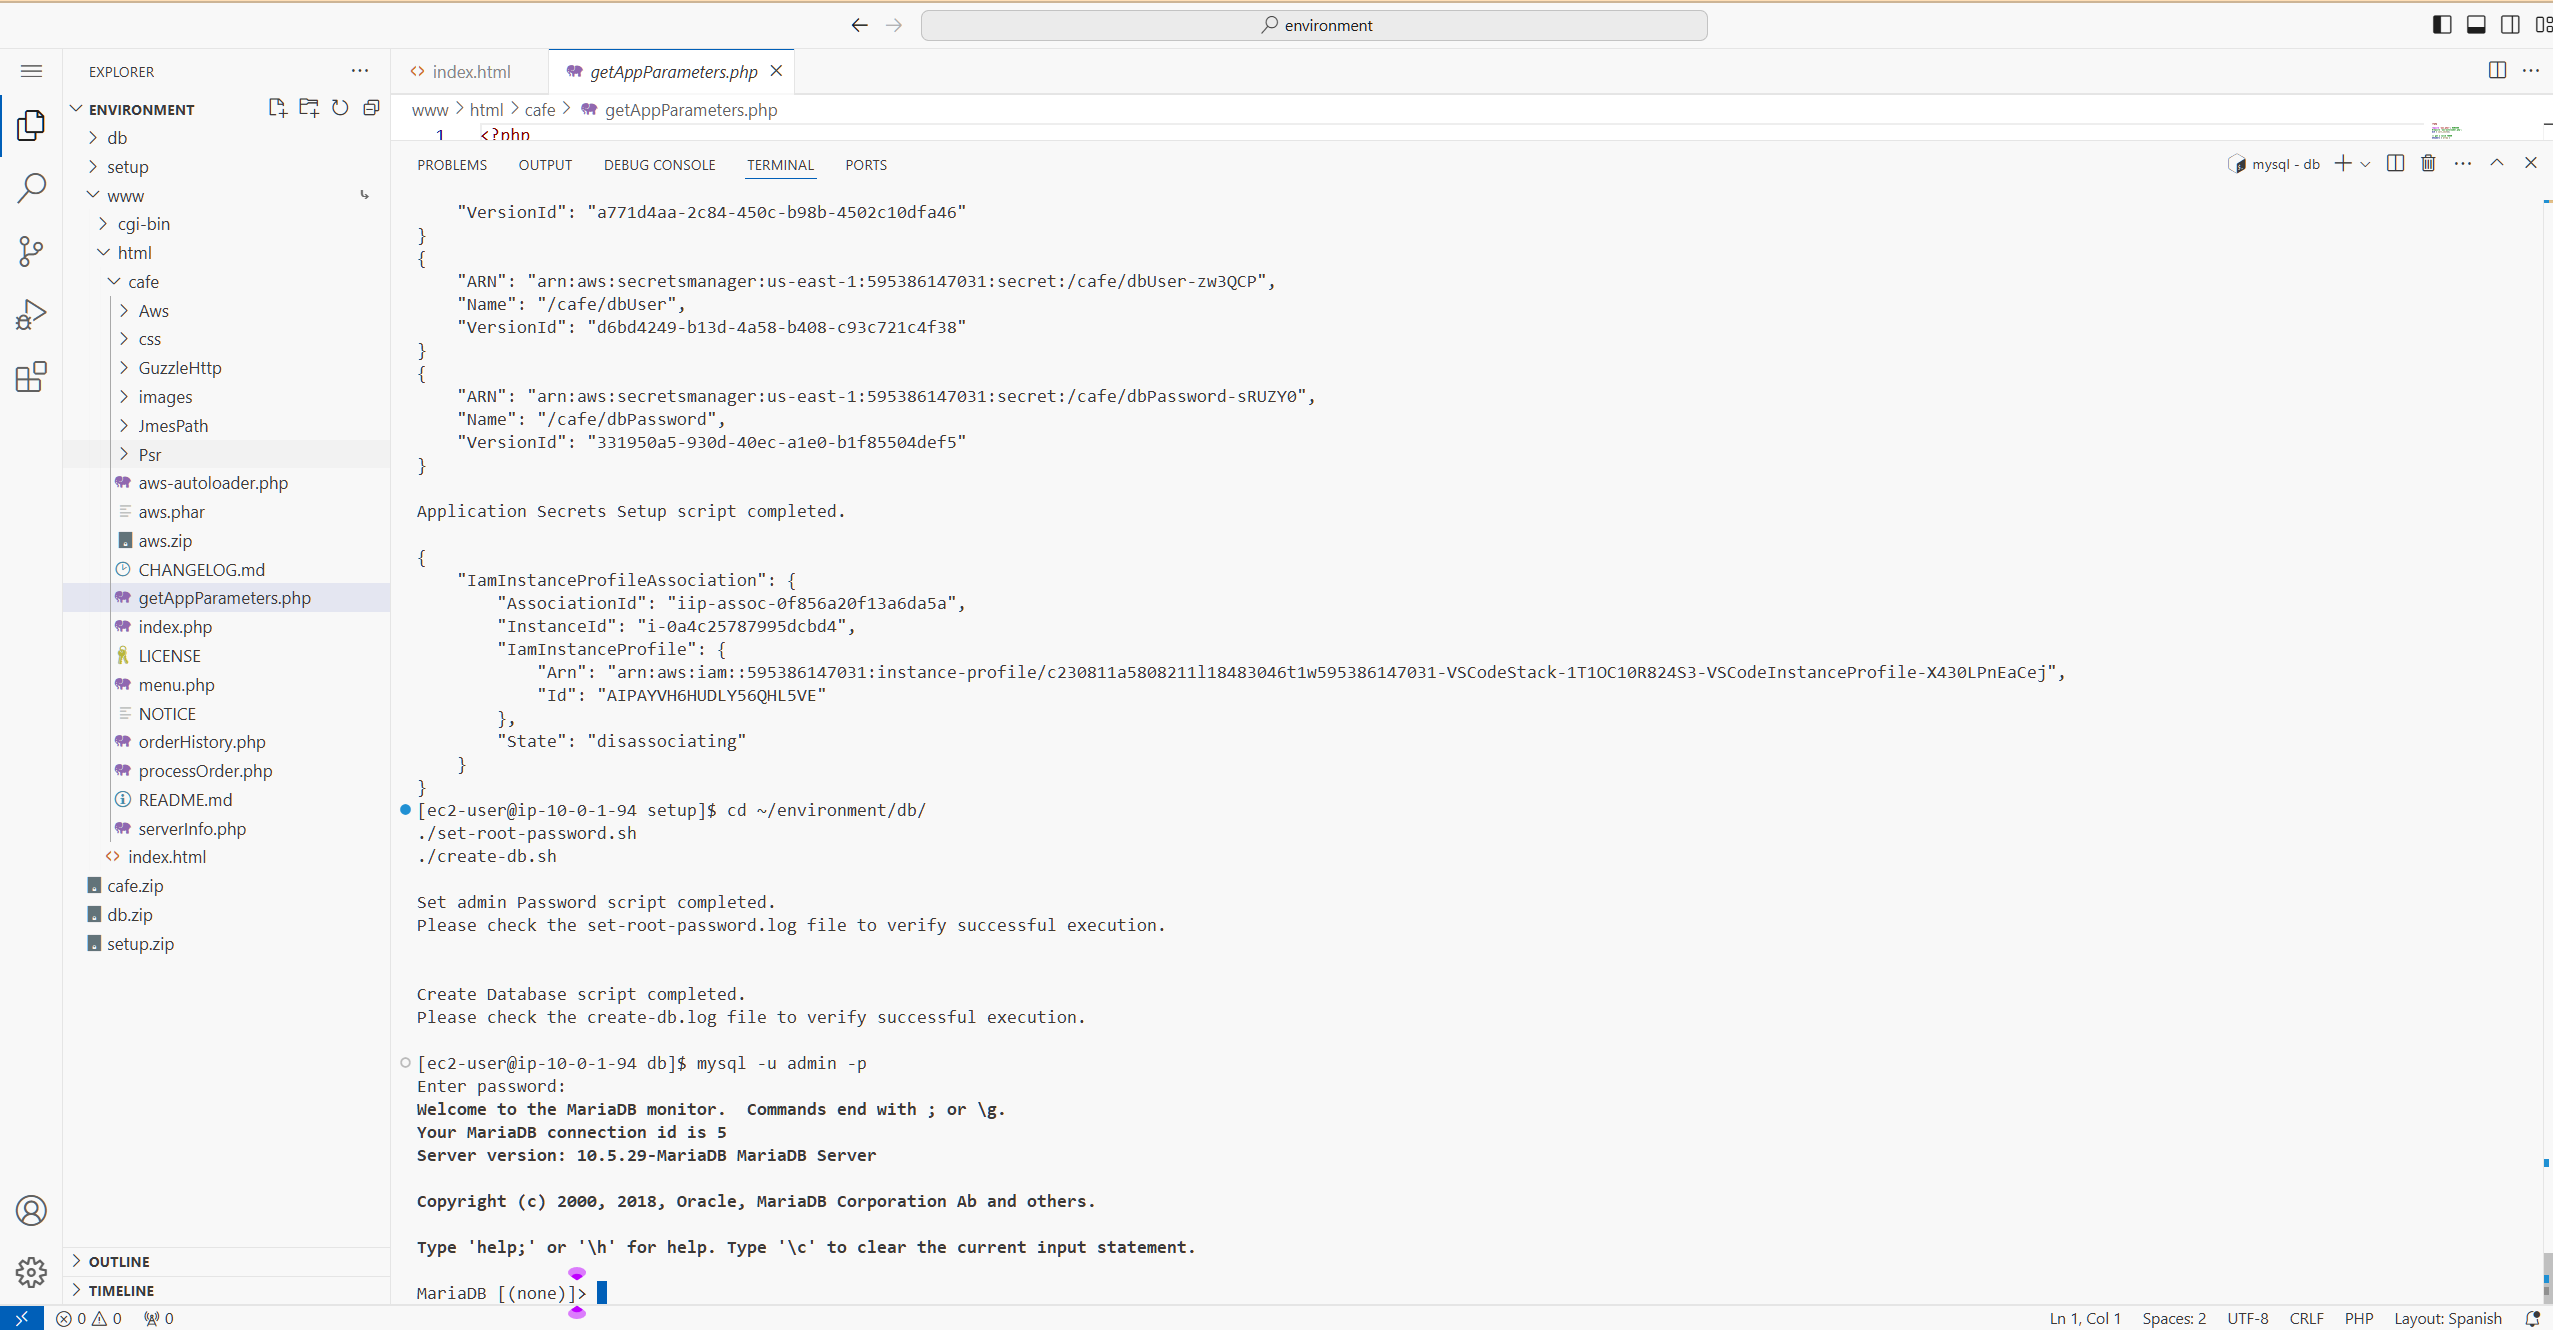 environment
EXPLORER
ENVIRONMENT
db
setup
www
cgi-bin
html
cafe
Aws
css
GuzzleHttp
images
JmesPath
Psr
aws-autoloader.php
aws.phar
aws.zip
CHANGELOG.md
getAppParameters.php
index.php
LICENSE
menu.php
NOTICE
orderHistory.php
processOrder.php
README.md
serverInfo.php
index.html
cafe.zip
db.zip
setup.zip
OUTLINE
TIMELINE
index.html
getAppParameters.php
www > html > cafe > getAppParameters.php
1 <?php
PROBLEMS OUTPUT DEBUG CONSOLE TERMINAL PORTS
mysql - db
"VersionId": "a771d4aa-2c84-450c-b98b-4502c10dfa46"
}
{
"ARN": "arn:aws:secretsmanager:us-east-1:595386147031:secret:/cafe/dbUser-zw3QCP",
"Name": "/cafe/dbUser",
"VersionId": "d6bd4249-b13d-4a58-b408-c93c721c4f38"
}
{
"ARN": "arn:aws:secretsmanager:us-east-1:595386147031:secret:/cafe/dbPassword-sRUZY0",
"Name": "/cafe/dbPassword",
"VersionId": "331950a5-930d-40ec-a1e0-b1f85504def5"
}
Application Secrets Setup script completed.
{
"IamInstanceProfileAssociation": {
"AssociationId": "iip-assoc-0f856a20f13a6da5a",
"InstanceId": "i-0a4c25787995dcbd4",
"IamInstanceProfile": {
"Arn": "arn:aws:iam::595386147031:instance-profile/c230811a5808211l18483046t1w595386147031-VSCodeStack-1T1OC10R824S3-VSCodeInstanceProfile-X430LPnEaCej",
"Id": "AIPAYVH6HUDLY56QHL5VE"
},
"State": "disassociating"
}
}
[ec2-user@ip-10-0-1-94 setup]$ cd ~/environment/db/
./set-root-password.sh
./create-db.sh
Set admin Password script completed.
Please check the set-root-password.log file to verify successful execution.
Create Database script completed.
Please check the create-db.log file to verify successful execution.
[ec2-user@ip-10-0-1-94 db]$ mysql -u admin -p
Enter password:
Welcome to the MariaDB monitor.  Commands end with ; or \g.
Your MariaDB connection id is 5
Server version: 10.5.29-MariaDB MariaDB Server
Copyright (c) 2000, 2018, Oracle, MariaDB Corporation Ab and others.
Type 'help;' or '\h' for help. Type '\c' to clear the current input statement.
MariaDB [(none)]>
0 0 0
Ln 1, Col 1 Spaces: 2 UTF-8 CRLF PHP Layout: Spanish